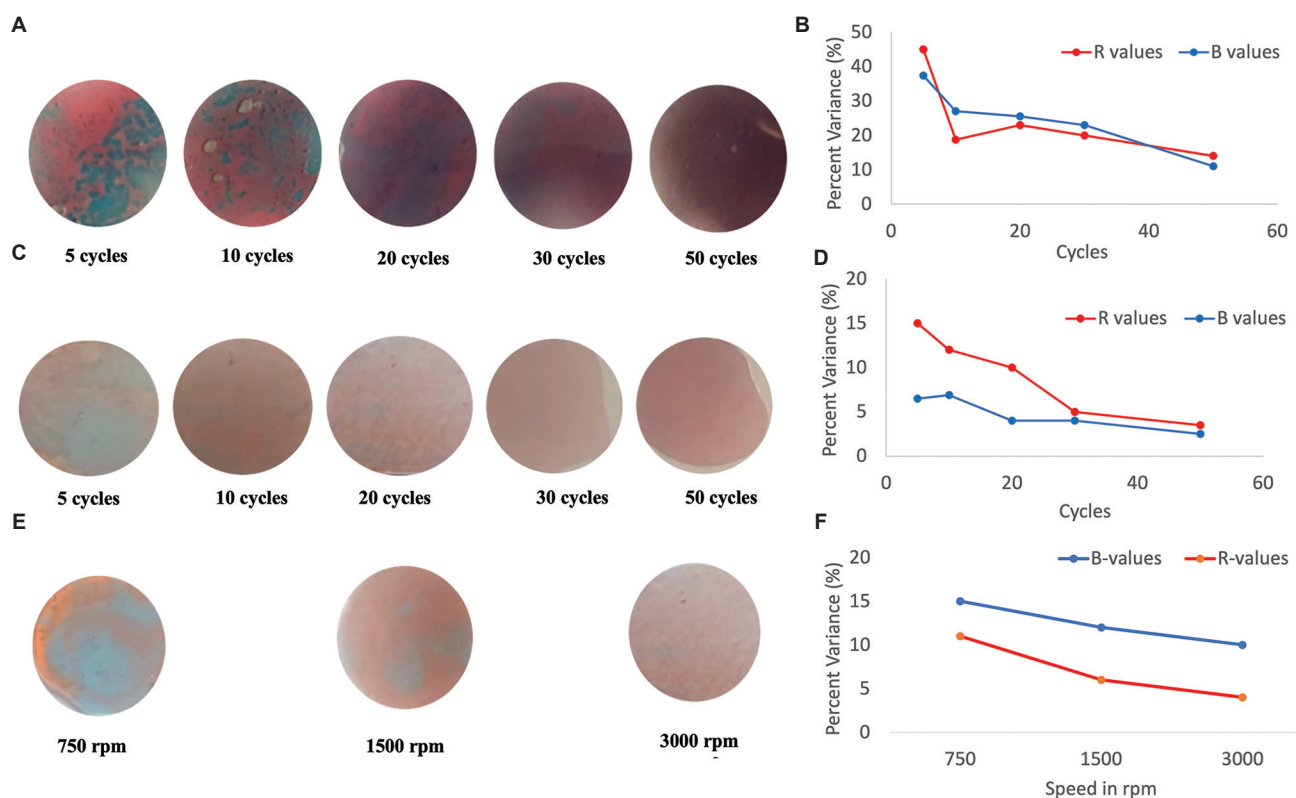 A
5 cycles
10 cycles
20 cycles
30 cycles
50 cycles
B
R values
B values
Percent Variance (%)
50
40
30
20
10
0
0
20
40
60
Cycles
C
5 cycles
10 cycles
20 cycles
30 cycles
50 cycles
D
R values
B values
Percent Variance (%)
20
15
10
5
0
0
20
40
60
Cycles
E
750 rpm
1500 rpm
3000 rpm
F
B-values
R-values
Percent Variance (%)
20
15
10
5
0
750
1500
3000
Speed in rpm